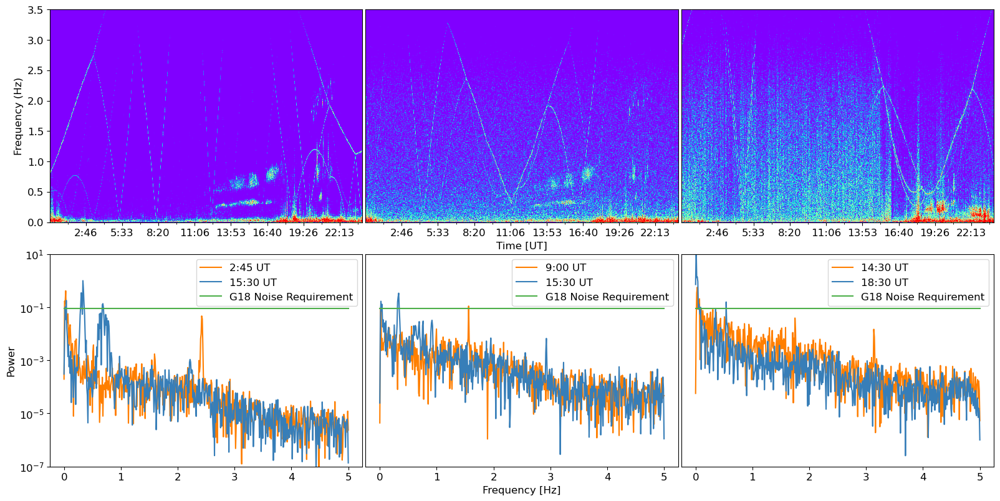 3.5
3.0
2.5
2.0
1.5
1.0
0.5
0.0
Frequency (Hz)
2:46 5:33 8:20 11:06 13:53 16:40 19:26 22:13
2:46 5:33 8:20 11:06 13:53 16:40 19:26 22:13
2:46 5:33 8:20 11:06 13:53 16:40 19:26 22:13
Time [UT]
10^1
10^-1
10^-3
10^-5
10^-7
Power
2:45 UT
15:30 UT
G18 Noise Requirement
9:00 UT
15:30 UT
G18 Noise Requirement
14:30 UT
18:30 UT
G18 Noise Requirement
0 1 2 3 4 5
0 1 2 3 4 5
0 1 2 3 4 5
Frequency [Hz]